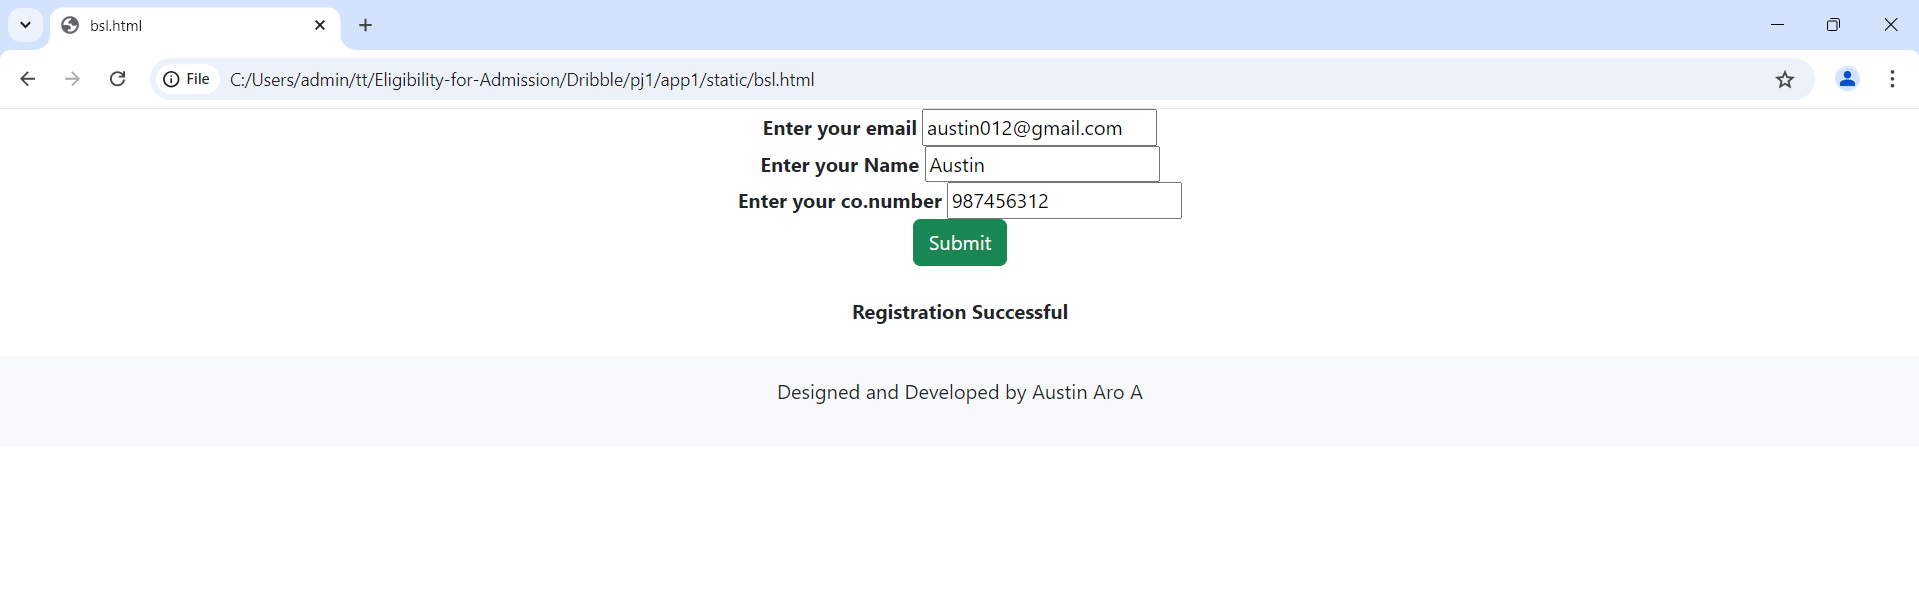 bsl.html
File C:/Users/admin/tt/Eligibility-for-Admission/Dribble/pj1/app1/static/bsl.html
Enter your email austin012@gmail.com
Enter your Name Austin
Enter your co.number 987456312
Submit
Registration Successful
Designed and Developed by Austin Aro A